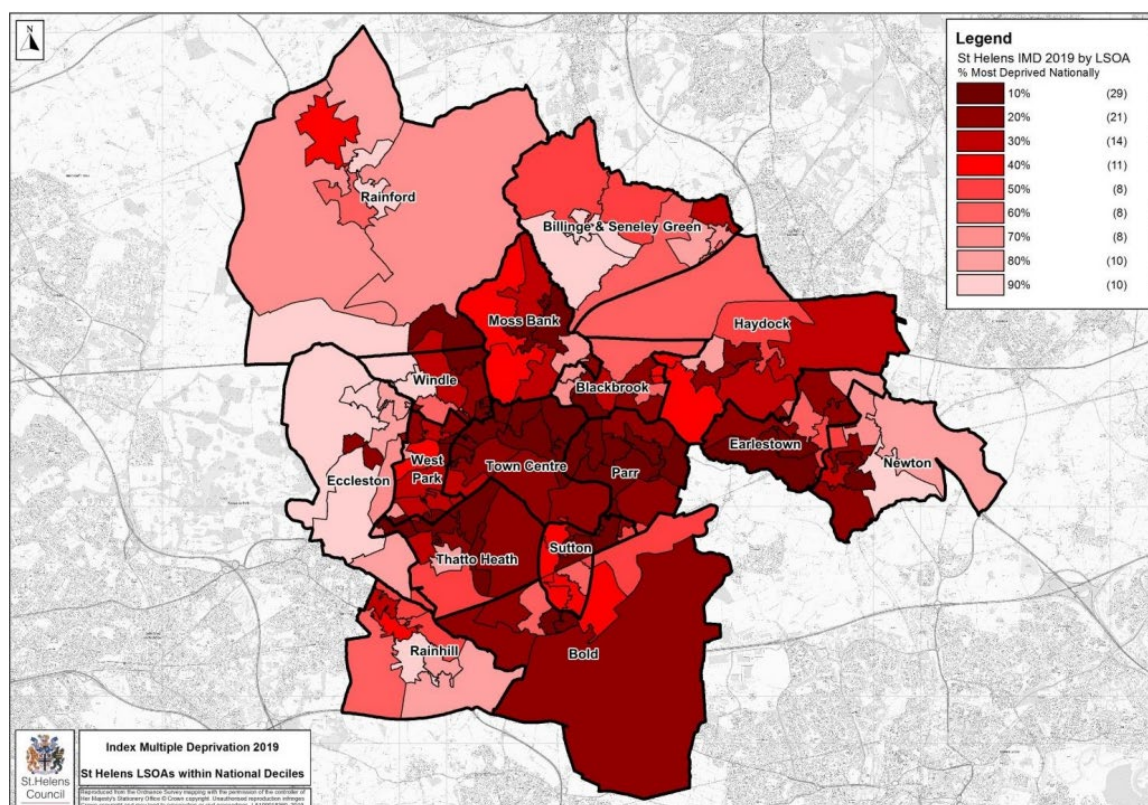 N
Legend
St Helens IMD 2019 by LSOA
% Most Deprived Nationally
10% (29)
20% (21)
30% (14)
40% (11)
50% (8)
60% (8)
70% (8)
80% (10)
90% (10)
Rainford
Billinge & Seneley Green
Moss Bank
Haydock
Windle
Blackbrook
Earlestown
West
Park
Town Centre
Parr
Newton
Eccleston
Thatto Heath
Sutton
Rainhill
Bold
St.Helens
Council
Index Multiple Deprivation 2019
St Helens LSOAs within National Deciles
Reproduced from the Ordnance Survey mapping with the permission of the controller of
Her Majesty's Stationery Office © Crown copyright. Unauthorised reproduction infringes